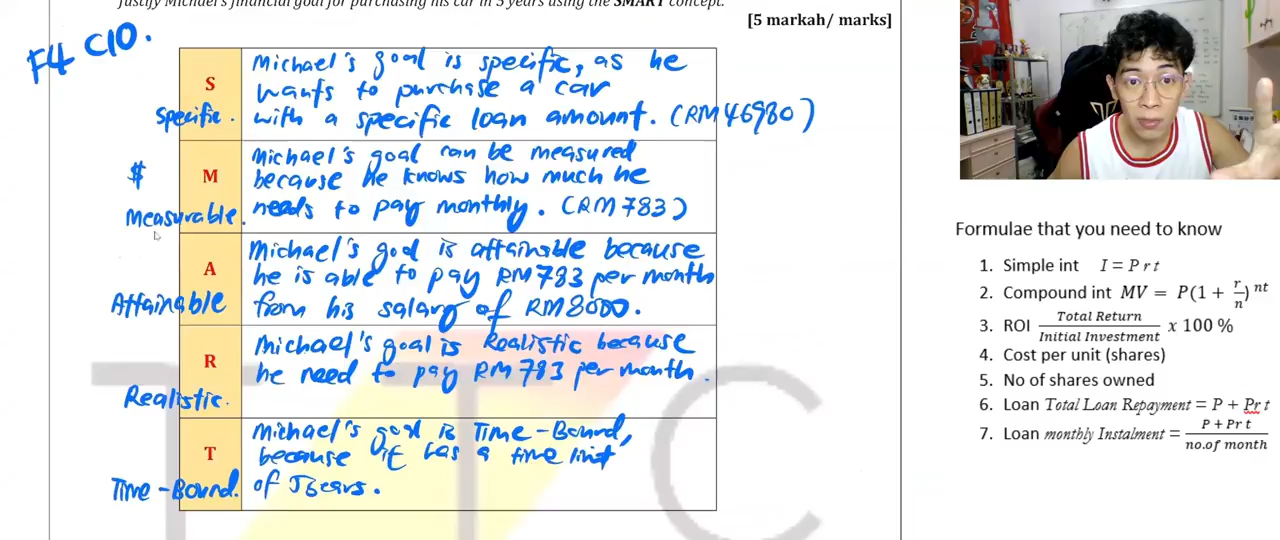 Justify Michael's financial goal for purchasing his car in 5 years using the SMART concept.
[5 markah/ marks]
F4 C10.
S
Specific.
Michael's goal is specific, as he
wants to purchase a car
with a specific loan amount. (RM46980)
$
M
Measurable.
Michael's goal can be measured
because he knows how much he
needs to pay monthly. (RM783)
A
Attainable
Michael's goal is attainable because
he is able to pay RM783 per month
from his salary of RM8000.
R
Realistic.
Michael's goal is Realistic because
he need to pay RM783 per month.
T
Time-Bound.
Michael's goal is Time-Bound,
because it has a time limit
of 5years.
TTC
Formulae that you need to know
1. Simple int I = P r t
2. Compound int MV = P(1 + r/n) nt
3. ROI Total Return / Initial Investment x 100 %
4. Cost per unit (shares)
5. No of shares owned
6. Loan Total Loan Repayment = P + Pr t
7. Loan monthly Instalment = P + Pr t / no.of month